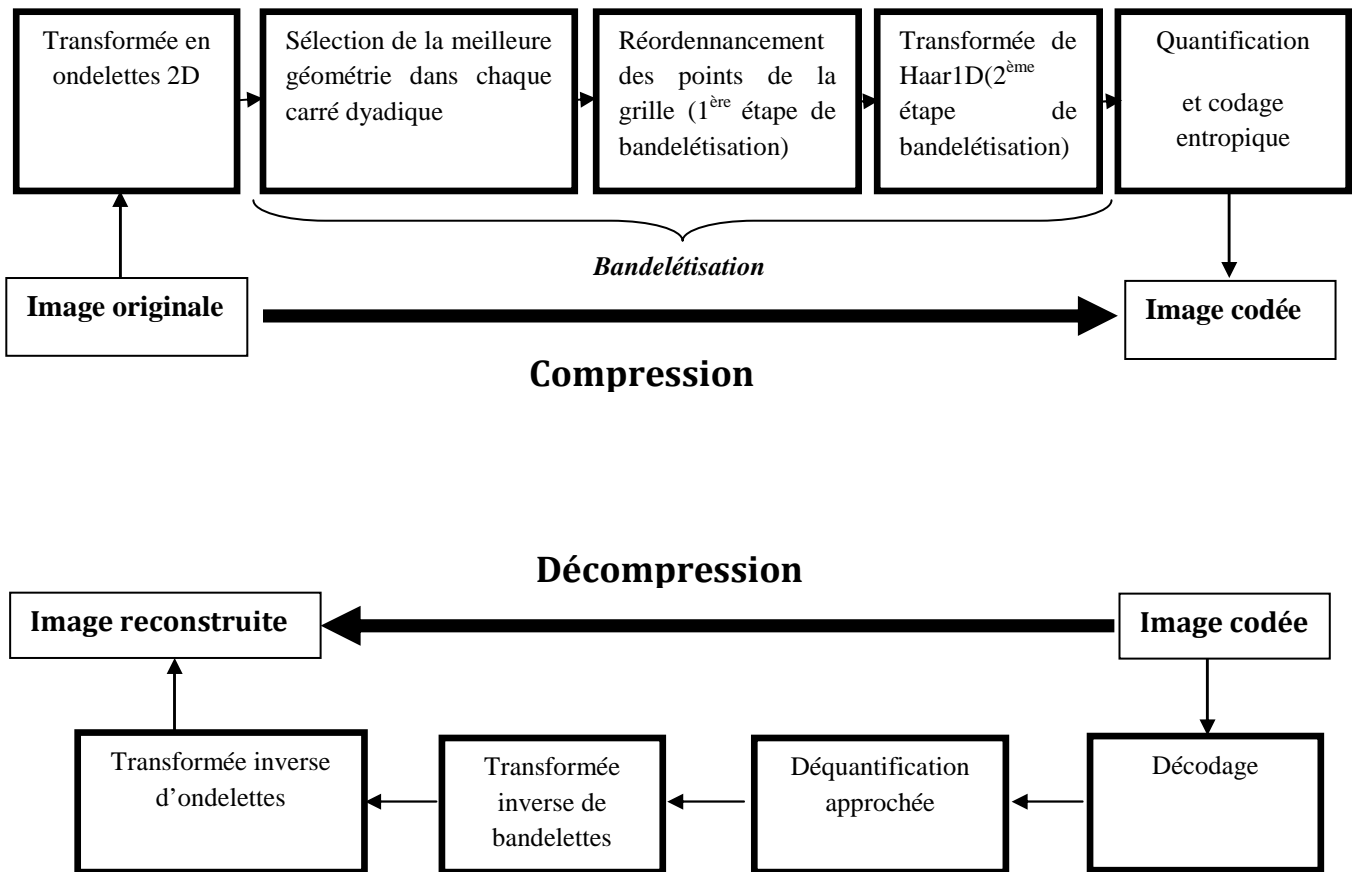 Transformée en
ondelettes 2D
Sélection de la meilleure
géométrie dans chaque
carré dyadique
Réordennancement
des points de la
grille (1ère étape de
bandelétisation)
Transformée de
Haar1D(2ème
étape de
bandelétisation)
Quantification
et codage
entropique
Bandelétisation
Image originale
Image codée
Compression
Décompression
Image reconstruite
Image codée
Transformée inverse
d’ondelettes
Transformée
inverse de
bandelettes
Déquantification
approchée
Décodage